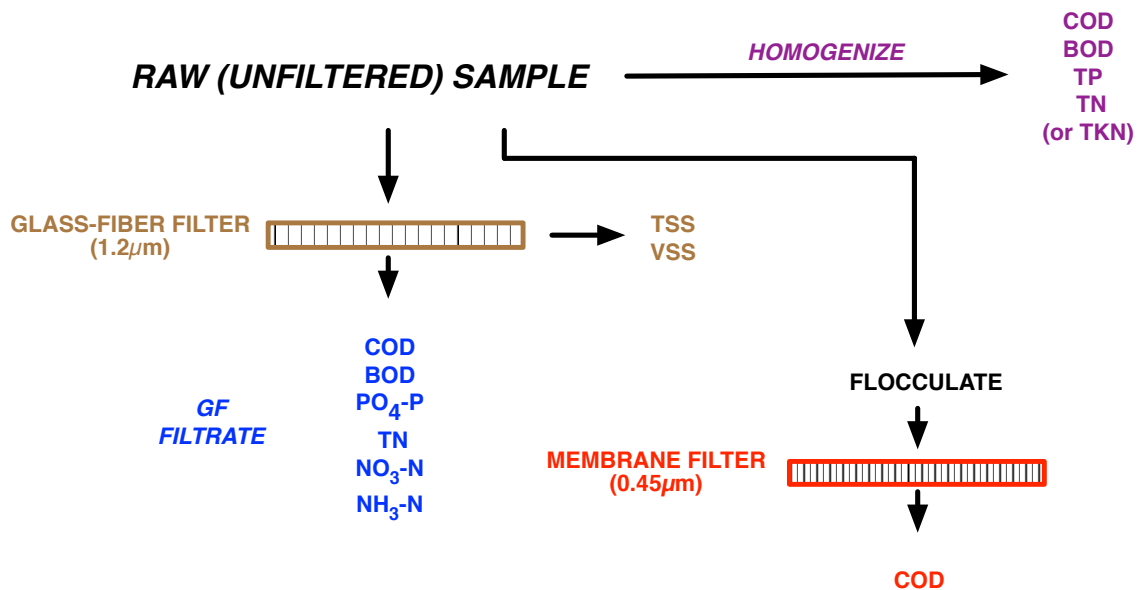 RAW (UNFILTERED) SAMPLE
HOMOGENIZE
COD
BOD
TP
TN
(or TKN)
GLASS-FIBER FILTER
(1.2µm)
TSS
VSS
GF
FILTRATE
COD
BOD
PO4-P
TN
NO3-N
NH3-N
FLOCCULATE
MEMBRANE FILTER
(0.45µm)
COD